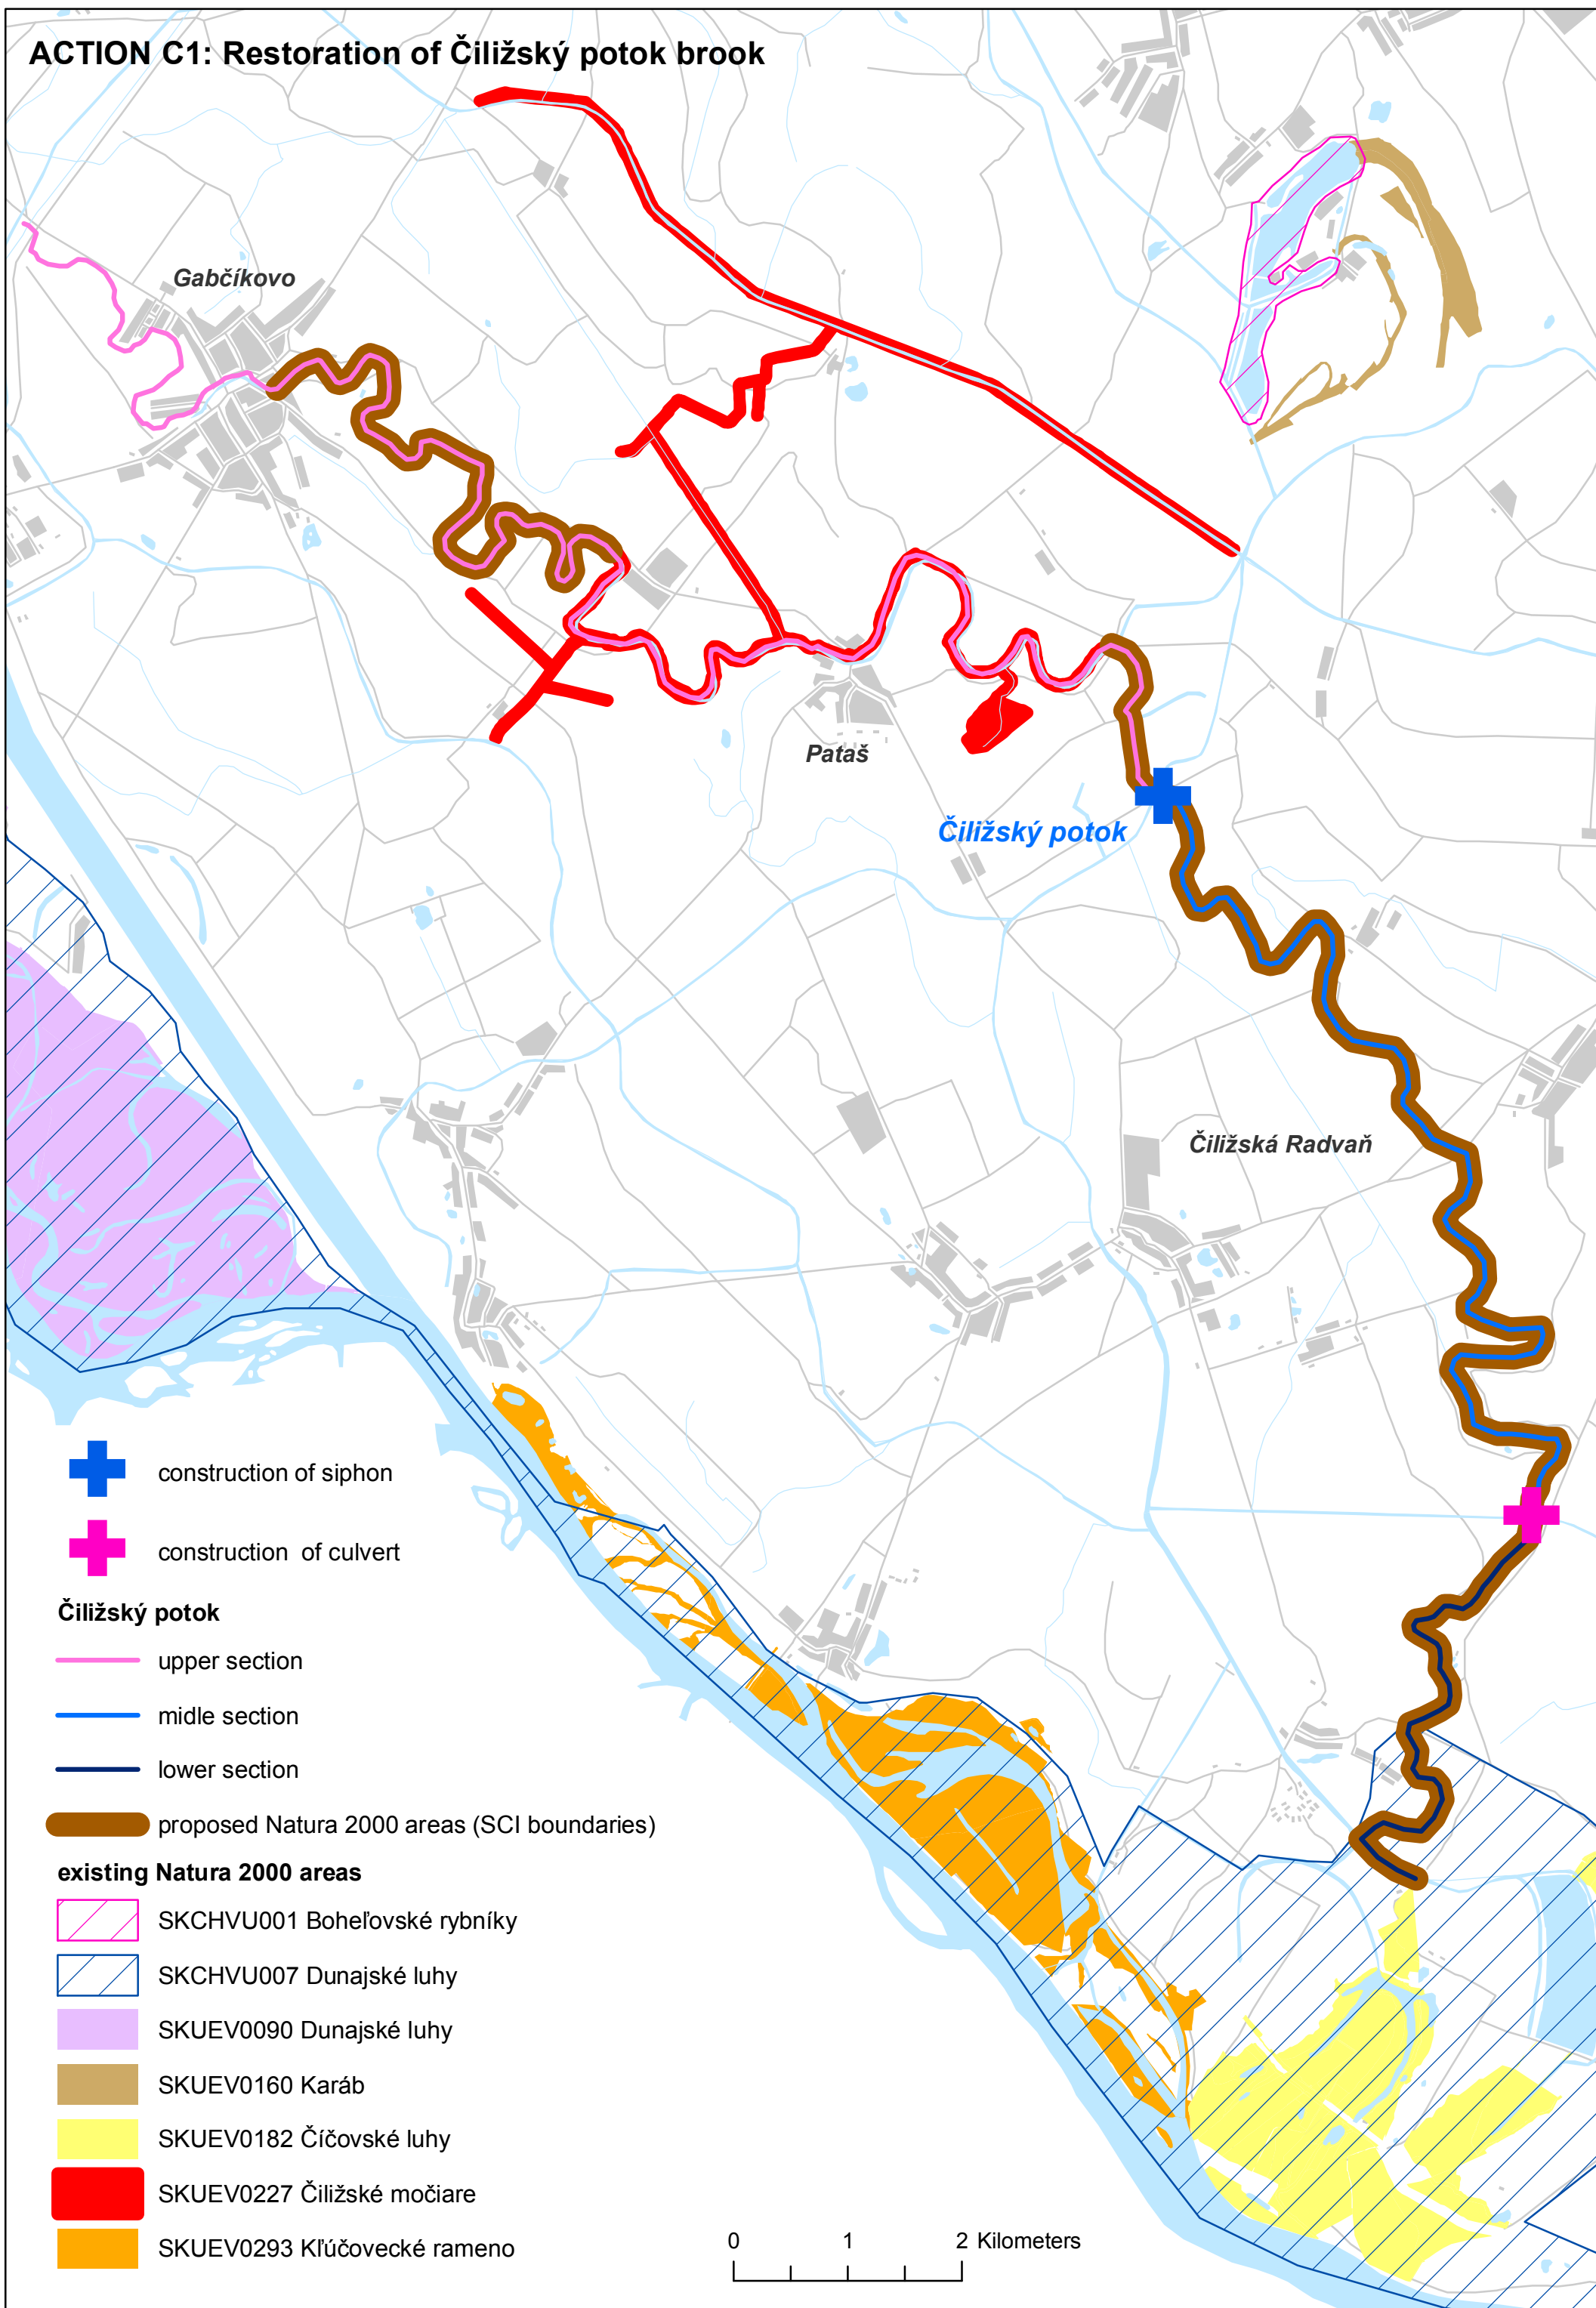 ACTION C1: Restoration of Čiližský potok brook
Gabčíkovo
Pataš
Čiližský potok
Čiližská Radvaň
construction of siphon
construction  of culvert
Čiližský potok
upper section
midle section
lower section
proposed Natura 2000 areas (SCI boundaries)
existing Natura 2000 areas
SKCHVU001 Boheľovské rybníky
SKCHVU007 Dunajské luhy
SKUEV0090 Dunajské luhy
SKUEV0160 Karáb
SKUEV0182 Číčovské luhy
SKUEV0227 Čiližské močiare
SKUEV0293 Kľúčovecké rameno
0 1 2 Kilometers